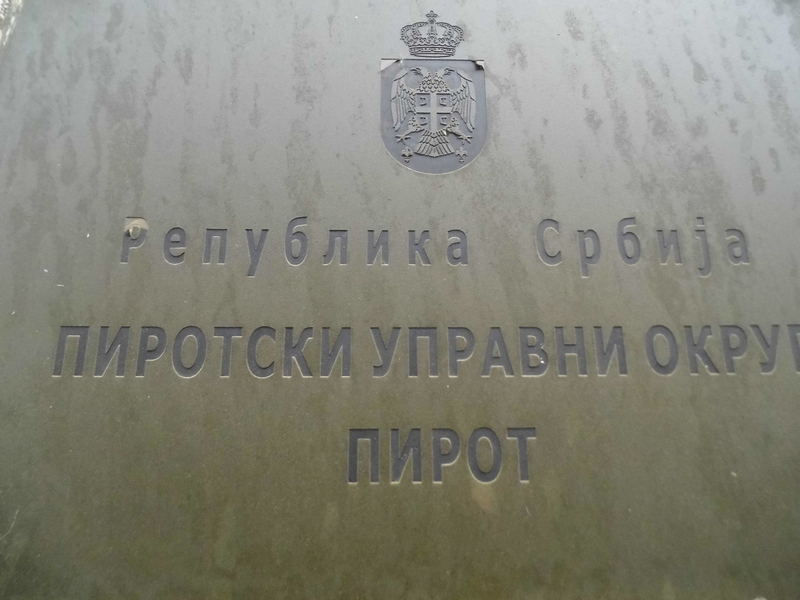 Република Србија
ПИРОТСКИ УПРАВНИ ОКРУГ
ПИРОТ